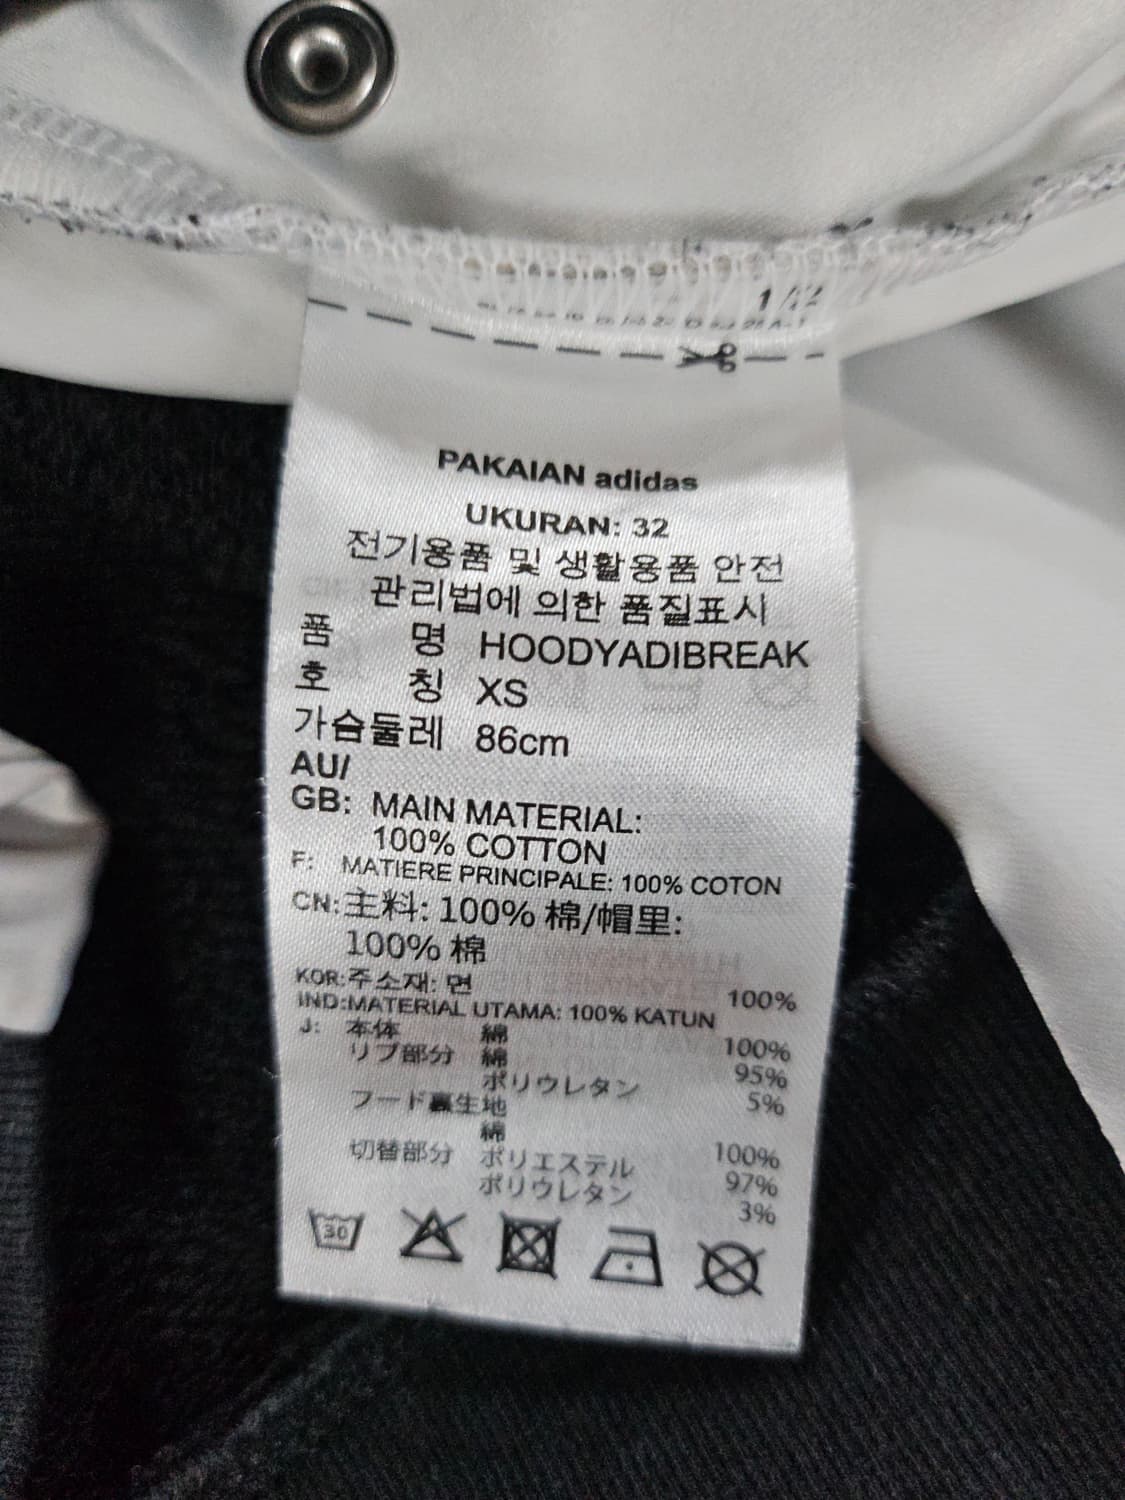 1/2
PAKAIAN adidas
UKURAN: 32
전기용품 및 생활용품 안전
관리법에 의한 품질표시
품 명 HOODYADIBREAK
호 칭 XS
가슴둘레 86cm
AU/
GB: MAIN MATERIAL:
100% COTTON
F: MATIERE PRINCIPALE: 100% COTON
CN: 主料: 100% 棉/帽里:
100% 棉
KOR: 주소재: 면 100%
IND:MATERIAL UTAMA: 100% KATUN
J: 本体 綿 100%
リブ部分 綿 95%
ポリウレタン 5%
フード裏生地
綿 100%
切替部分 ポリエステル 97%
ポリウレタン 3%
30